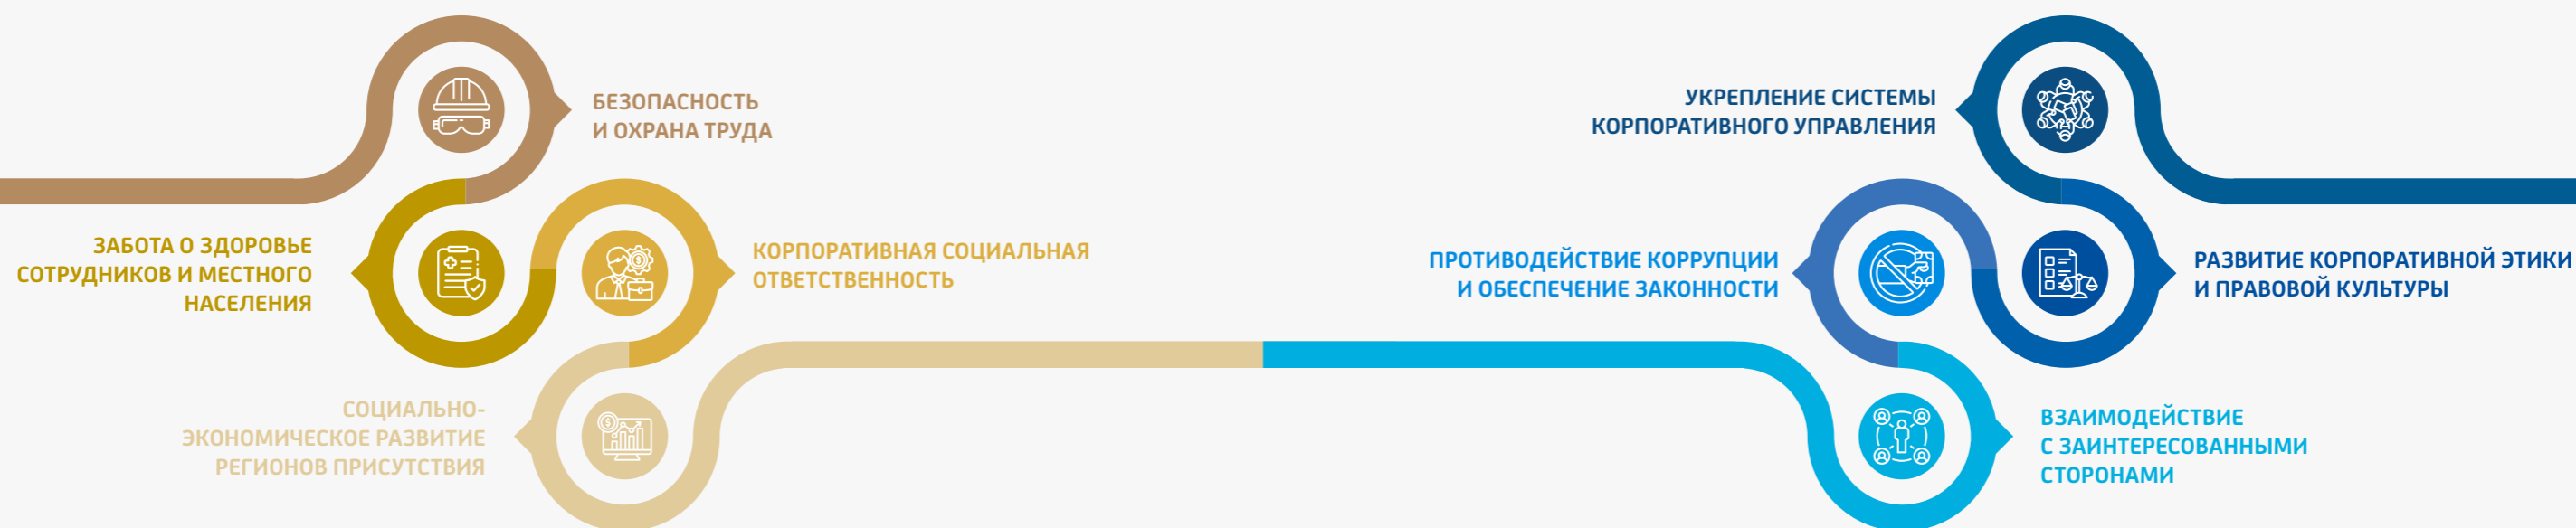 БЕЗОПАСНОСТЬ
И ОХРАНА ТРУДА
ЗАБОТА О ЗДОРОВЬЕ
СОТРУДНИКОВ И МЕСТНОГО
НАСЕЛЕНИЯ
КОРПОРАТИВНАЯ СОЦИАЛЬНАЯ
ОТВЕТСТВЕННОСТЬ
СОЦИАЛЬНО-
ЭКОНОМИЧЕСКОЕ РАЗВИТИЕ
РЕГИОНОВ ПРИСУТСТВИЯ
УКРЕПЛЕНИЕ СИСТЕМЫ
КОРПОРАТИВНОГО УПРАВЛЕНИЯ
ПРОТИВОДЕЙСТВИЕ КОРРУПЦИИ
И ОБЕСПЕЧЕНИЕ ЗАКОННОСТИ
РАЗВИТИЕ КОРПОРАТИВНОЙ ЭТИКИ
И ПРАВОВОЙ КУЛЬТУРЫ
ВЗАИМОДЕЙСТВИЕ
С ЗАИНТЕРЕСОВАННЫМИ
СТОРОНАМИ